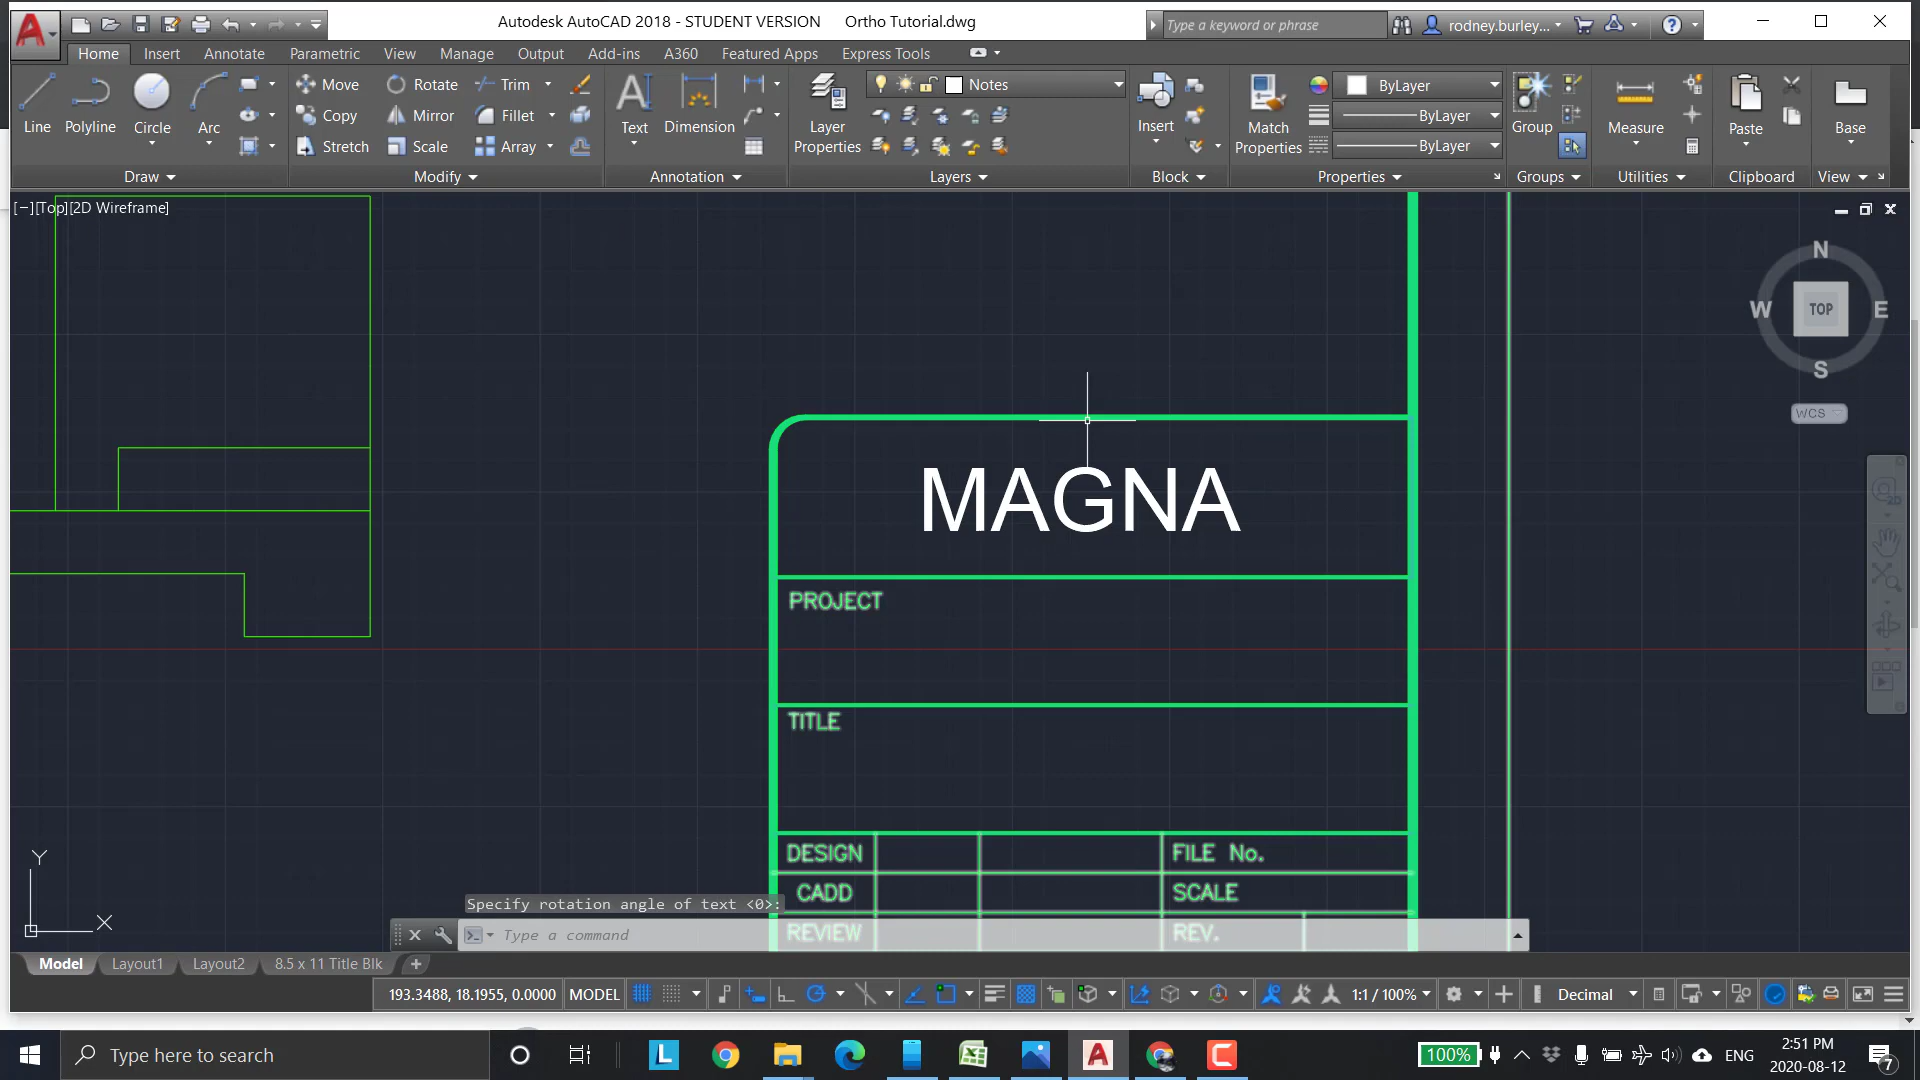 Autodesk AutoCAD 2018 - STUDENT VERSION Ortho Tutorial.dwg
Type a keyword or phrase
rodney.burley...
Home Insert Annotate Parametric View Manage Output Add-ins A360 Featured Apps Express Tools
Line Polyline Circle Arc
Move Rotate Trim
Copy Mirror Fillet
Stretch Scale Array
Text Dimension
Layer Properties
Notes
Insert
Match Properties
ByLayer
ByLayer
ByLayer
Group Measure Paste Base
Draw Modify Annotation Layers Block Properties Groups Utilities Clipboard View
[−][Top][2D Wireframe]
N
W TOP E
S
WCS
2D
MAGNA
PROJECT
TITLE
DESIGN FILE No.
CADD SCALE
REVIEW REV.
Y
X
Specify rotation angle of text <0>:
Type a command
Model Layout1 Layout2 8.5 x 11 Title Blk +
193.3488, 18.1955, 0.0000 MODEL 1:1 / 100% Decimal
Type here to search
L
A
100% ENG
2:51 PM
2020-08-12
7